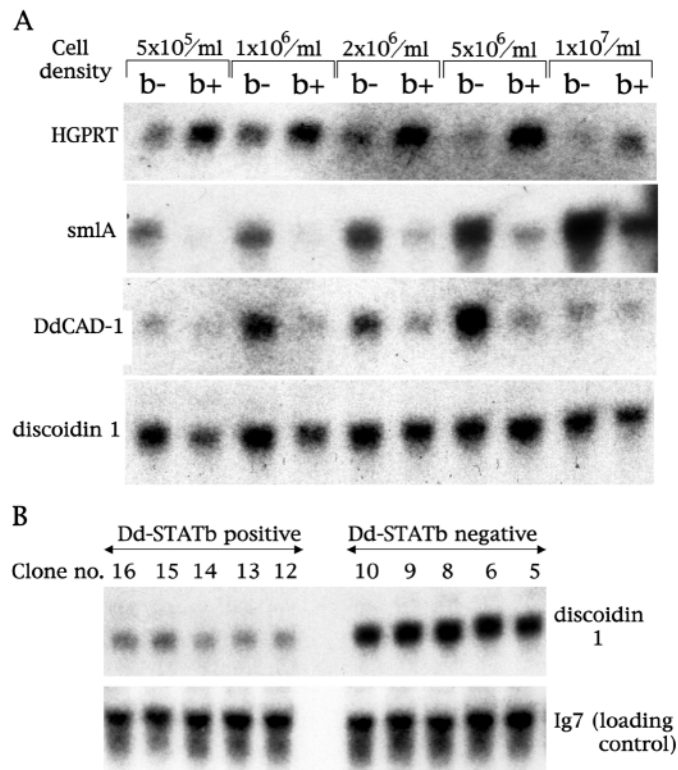 A
Cell density
5x10⁵/ml 1x10⁶/ml 2x10⁶/ml 5x10⁶/ml 1x10⁷/ml
b- b+ b- b+ b- b+ b- b+ b- b+
HGPRT
smlA
DdCAD-1
discoidin 1
B
Dd-STATb positive Dd-STATb negative
Clone no. 16 15 14 13 12 10 9 8 6 5
discoidin
1
Ig7 (loading
control)